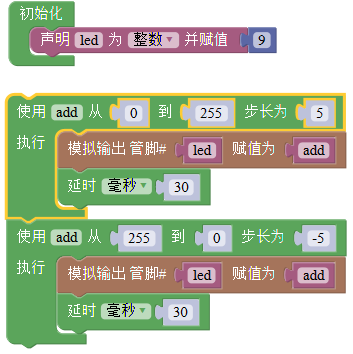 初始化
声明 led 为 整数 并赋值 9
使用 add 从 0 到 255 步长为 5
执行 模拟输出 管脚# led 赋值为 add
延时 毫秒 30
使用 add 从 255 到 0 步长为 -5
执行 模拟输出 管脚# led 赋值为 add
延时 毫秒 30